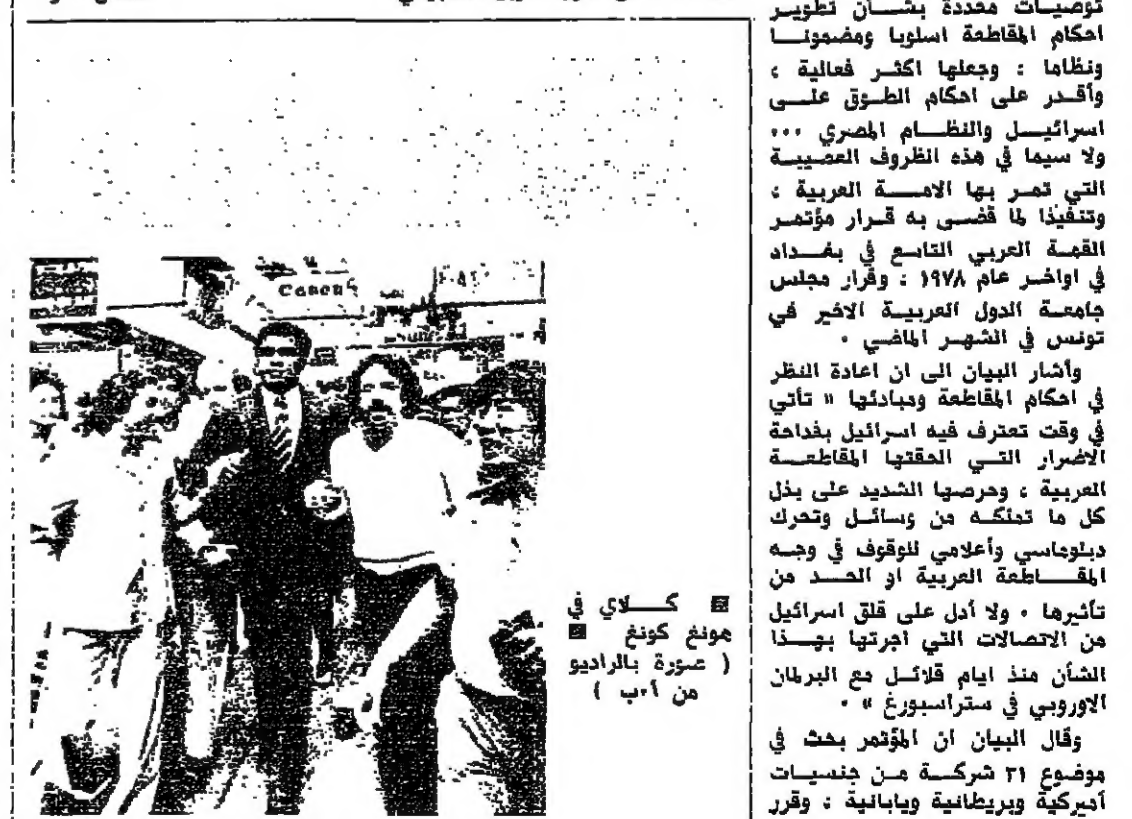 توصيات محددة بشان تطوير
احكام المقاطعة اسلوبا ومضمونا
ونظاما ؛ وجعلها اكثر فعالية ؛
وأقدر على احكام الطوق على
اسرائيل والنظام المصري ...
ولا سيما في هذه الظروف العصيبة
التي تمر بها الامة العربية ؛
وتنفيذا لما قضى به قرار مؤتمر
القمة العربي التاسع في بغداد
في اواخر عام ١٩٧٨ ؛ وقرار مجلس
جامعة الدول العربية الاخير في
تونس في الشهر الماضي .
وأشار البيان الى ان اعادة النظر
في احكام المقاطعة ومبادئها « تأتي
في وقت تعترف فيه اسرائيل بفداحة
الاضرار التي الحقتها المقاطعة
العربية ، وحرصها الشديد على بذل
كل ما تملكه من وسائل وتحرك
دبلوماسي وأعلامي للوقوف في وجه
المقاطعة العربية او الحد من
تأثيرها . ولا أدل على قلق اسرائيل
من الاتصالات التي اجرتها بهذا
الشأن منذ ايام قلائل مع البرلمان
الاوروبي في ستراسبورغ » .
وقال البيان ان المؤتمر بحث في
موضوع ٣١ شركة من جنسيات
أميركية وبريطانية ويابانية ؛ وقرر
كلاي في
هونغ كونغ
( صورة بالراديو
من أ.ب )